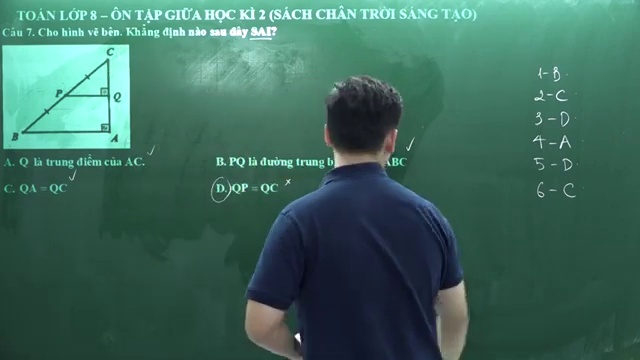 TOÁN LỚP 8 – ÔN TẬP GIỮA HỌC KÌ 2 (SÁCH CHÂN TRỜI SÁNG TẠO)
Câu 7. Cho hình vẽ bên. Khẳng định nào sau đây SAI?
C
P
Q
B
A
A. Q là trung điểm của AC.
B. PQ là đường trung BC
C. QA = QC
D. QP = QC
1 - B
2 - C
3 - D
4 - A
5 - D
6 - C